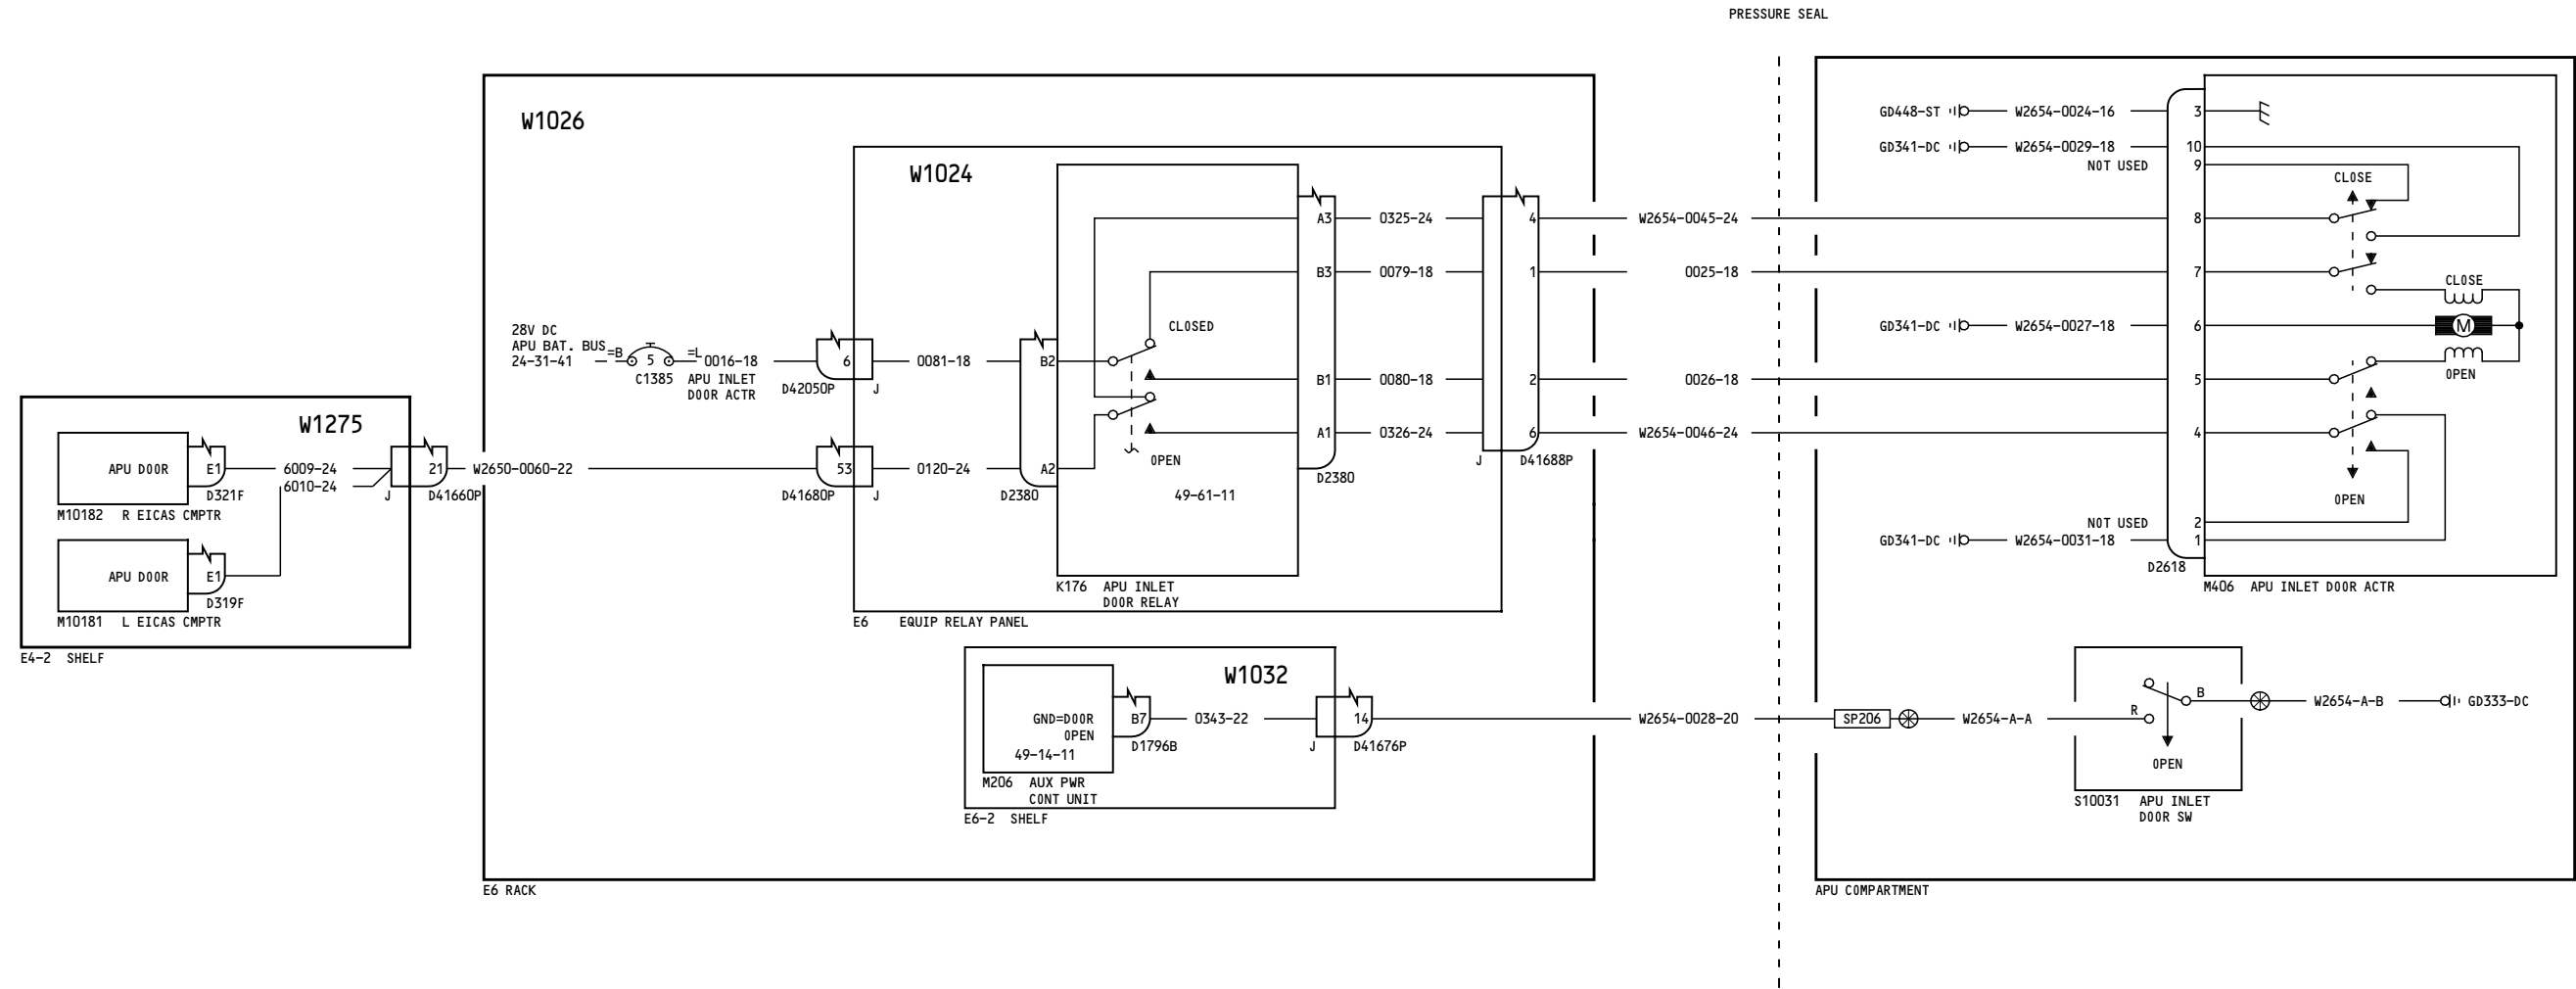 PRESSURE SEAL
W1026
W1024
W1275
W1032
28V DC
APU BAT. BUS
24-31-41
=B
5
=L
C1385
0016-18
APU INLET
DOOR ACTR
6
D42050P
J
0081-18
B2
53
D41680P
J
0120-24
A2
D2380
CLOSED
OPEN
49-61-11
K176 APU INLET
DOOR RELAY
E6 EQUIP RELAY PANEL
A3
0325-24
4
W2654-0045-24
B3
0079-18
1
0025-18
B1
0080-18
2
0026-18
A1
0326-24
6
W2654-0046-24
D2380
J
D41688P
APU DOOR
E1
6009-24
6010-24
D321F
M10182 R EICAS CMPTR
21
W2650-0060-22
J
D41660P
APU DOOR
E1
D319F
M10181 L EICAS CMPTR
E4-2 SHELF
GND=DOOR
OPEN
49-14-11
B7
D1796B
0343-22
14
J
D41676P
M206 AUX PWR
CONT UNIT
E6-2 SHELF
W2654-0028-20
E6 RACK
GD448-ST
W2654-0024-16
3
GD341-DC
W2654-0029-18
10
NOT USED
9
CLOSE
8
7
CLOSE
GD341-DC
W2654-0027-18
6
M
OPEN
5
4
OPEN
NOT USED
2
GD341-DC
W2654-0031-18
1
D2618
M406 APU INLET DOOR ACTR
SP206
W2654-A-A
R
B
W2654-A-B
GD333-DC
OPEN
S10031 APU INLET
DOOR SW
APU COMPARTMENT